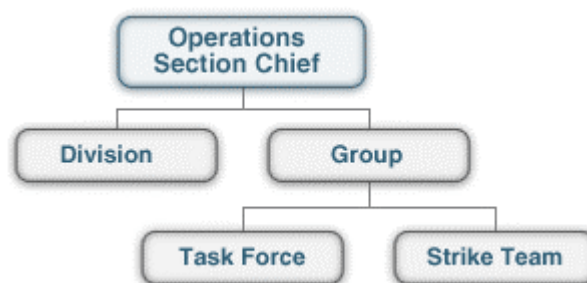 Operations
Section Chief
Division
Group
Task Force
Strike Team